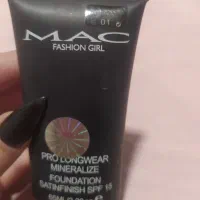 MAC
FASHION GIRL
PRO LONGWEAR
MINERALIZE
FOUNDATION
SATINFINISH SPF 15